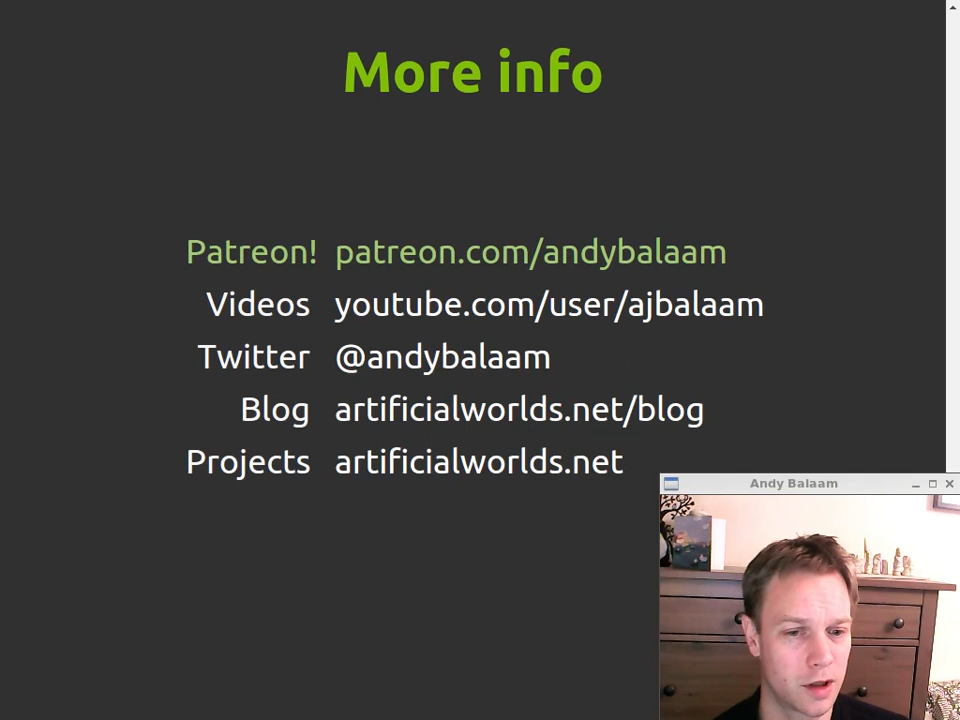 More info
Patreon! patreon.com/andybalaam
Videos youtube.com/user/ajbalaam
Twitter @andybalaam
Blog artificialworlds.net/blog
Projects artificialworlds.net
Andy Balaam